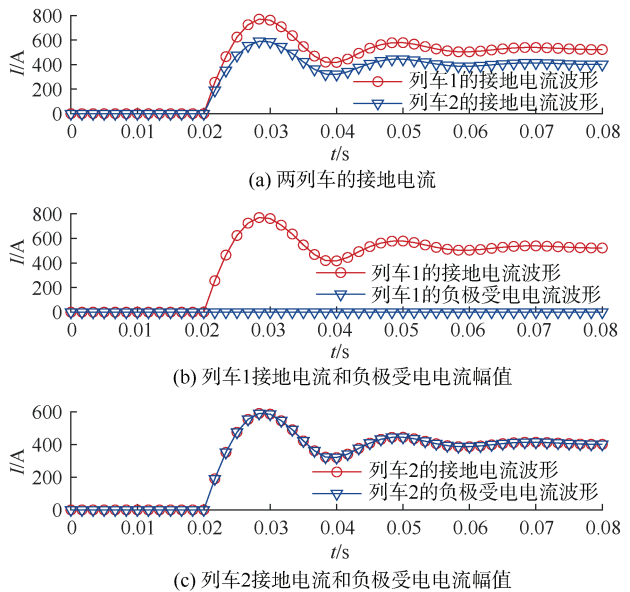 I/A
800
600
400
200
0
列车1的接地电流波形
列车2的接地电流波形
0 0.01 0.02 0.03 0.04 0.05 0.06 0.07 0.08
t/s
(a) 两列车的接地电流
I/A
800
600
400
200
0
列车1的接地电流波形
列车1的负极受电电流波形
0 0.01 0.02 0.03 0.04 0.05 0.06 0.07 0.08
t/s
(b) 列车1接地电流和负极受电电流幅值
I/A
600
400
200
0
列车2的接地电流波形
列车2的负极受电电流波形
0 0.01 0.02 0.03 0.04 0.05 0.06 0.07 0.08
t/s
(c) 列车2接地电流和负极受电电流幅值